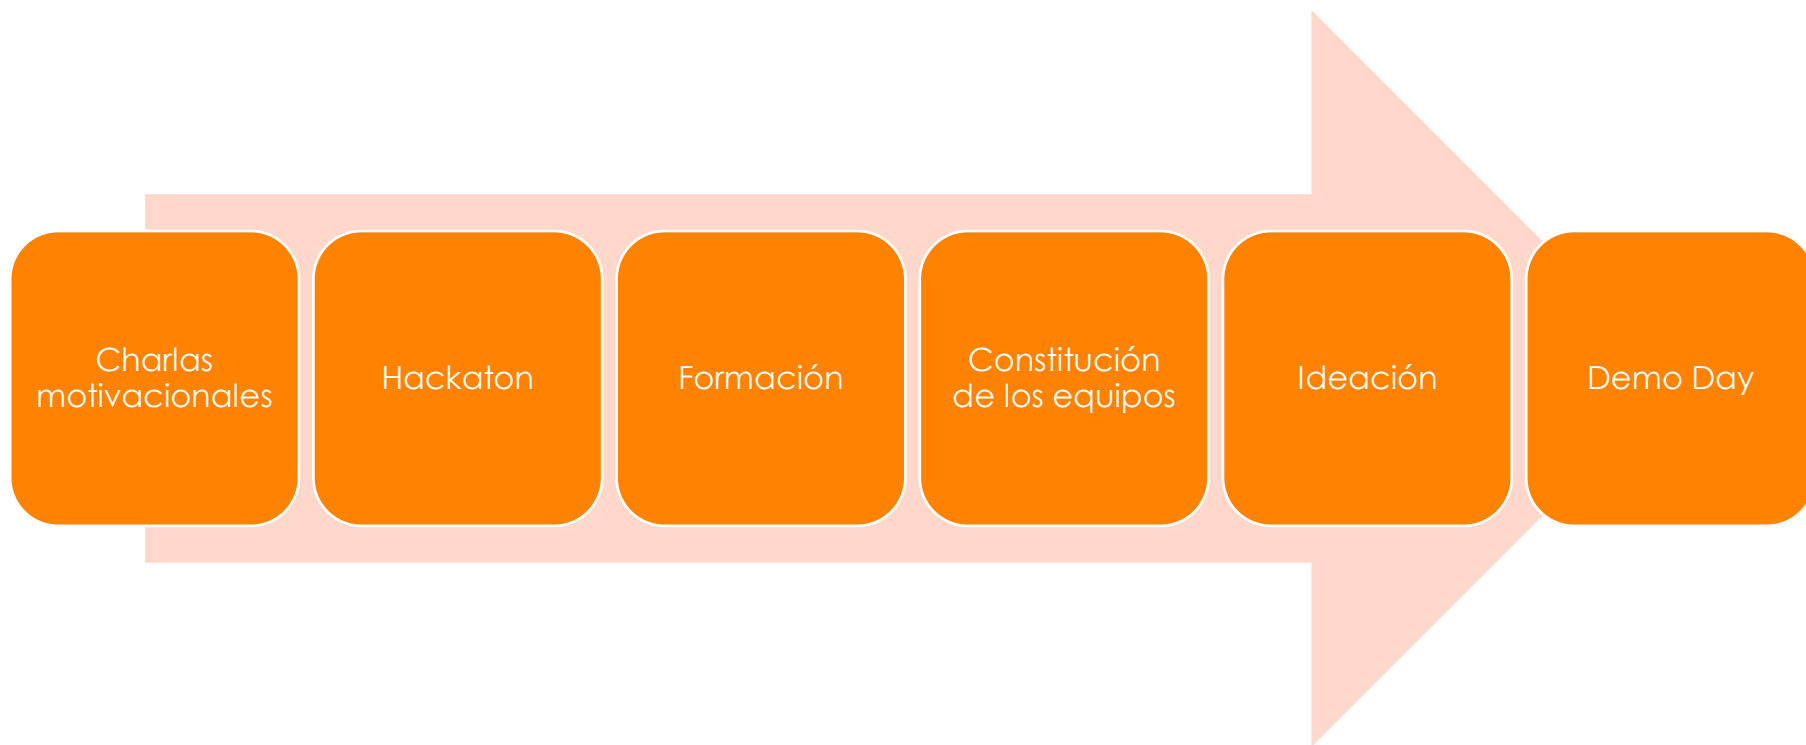 Charlas
motivacionales
Hackaton
Formación
Constitución
de los equipos
Ideación
Demo Day